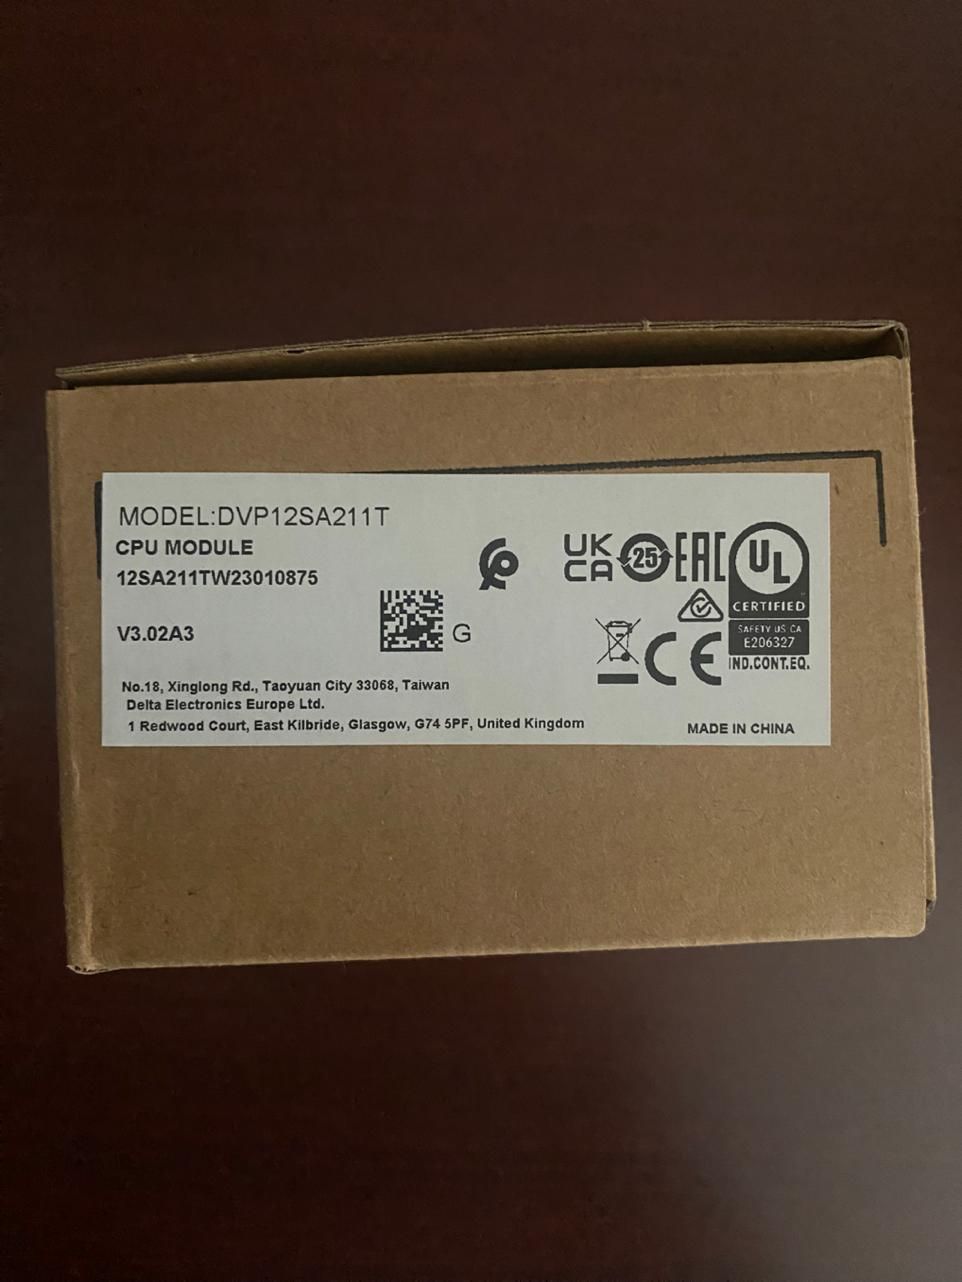 MODEL:DVP12SA211T
CPU MODULE
12SA211TW23010875
V3.02A3
G
UK
CA
25
EAC
UL
CERTIFIED
SAFETY US CA
E206327
CE
IND.CONT.EQ.
No.18, Xinglong Rd., Taoyuan City 33068, Taiwan
Delta Electronics Europe Ltd.
1 Redwood Court, East Kilbride, Glasgow, G74 5PF, United Kingdom
MADE IN CHINA